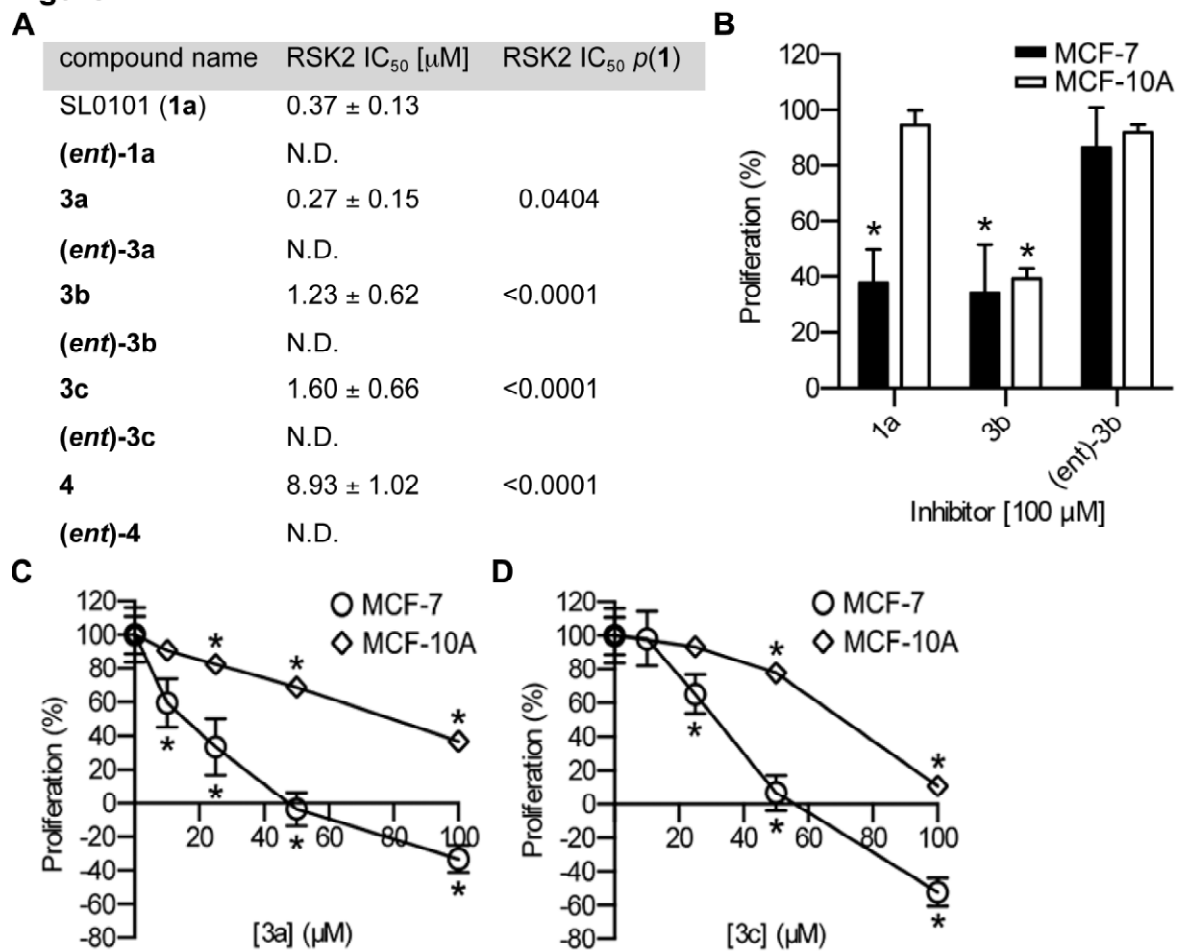 A
compound name RSK2 IC50 [μM] RSK2 IC50 p(1)
SL0101 (1a) 0.37 ± 0.13
(ent)-1a N.D.
3a 0.27 ± 0.15 0.0404
(ent)-3a N.D.
3b 1.23 ± 0.62 <0.0001
(ent)-3b N.D.
3c 1.60 ± 0.66 <0.0001
(ent)-3c N.D.
4 8.93 ± 1.02 <0.0001
(ent)-4 N.D.
B
MCF-7
MCF-10A
Proliferation (%)
120
100
80
60
40
20
0
* * *
1a 3b (ent)-3b
Inhibitor [100 μM]
C
MCF-7
MCF-10A
Proliferation (%)
120
100
80
60
40
20
0
-20
-40
-60
-80
20 40 60 80 100
* * *
* * * *
[3a] (μM)
D
MCF-7
MCF-10A
Proliferation (%)
120
100
80
60
40
20
0
-20
-40
-60
-80
20 40 60 80 100
* *
* * *
[3c] (μM)